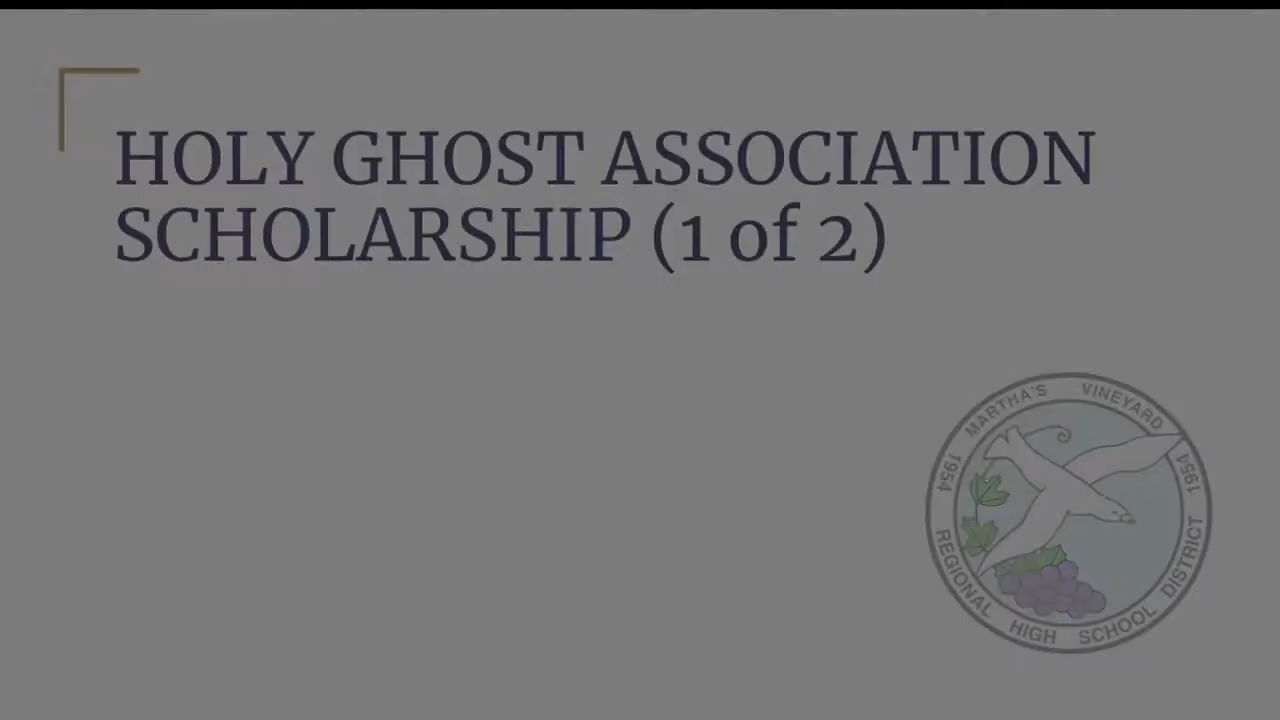 HOLY GHOST ASSOCIATION
SCHOLARSHIP (1 of 2)
MARTHA'S VINEYARD
1954
1954
REGIONAL HIGH SCHOOL DISTRICT